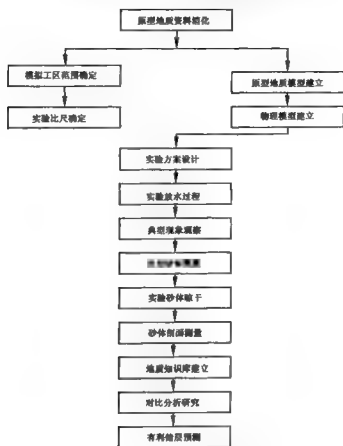 原型地质资料细化
模拟工区范围确定
原型地质模型建立
实验比尺确定
物理模型建立
实验方案设计
实验放水过程
典型现象观察
实验砂体晾干
砂体剖面测量
地质知识库建立
对比分析研究
有利储层预测